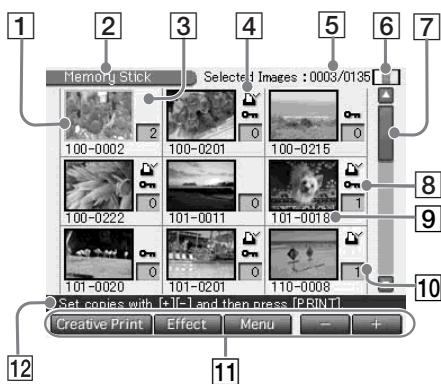 1 2 3 4 5 6 7
Memory Stick Selected Images : 0003/0135
2 0 0
100-0002 100-0201 100-0215
0 0 1
8
100-0222 101-0011 101-0018
9
0 0 1
10
101-0020 101-0201 110-0008
Set copies with [+][-] and then press [PRINT]
Creative Print Effect Menu - +
12 11